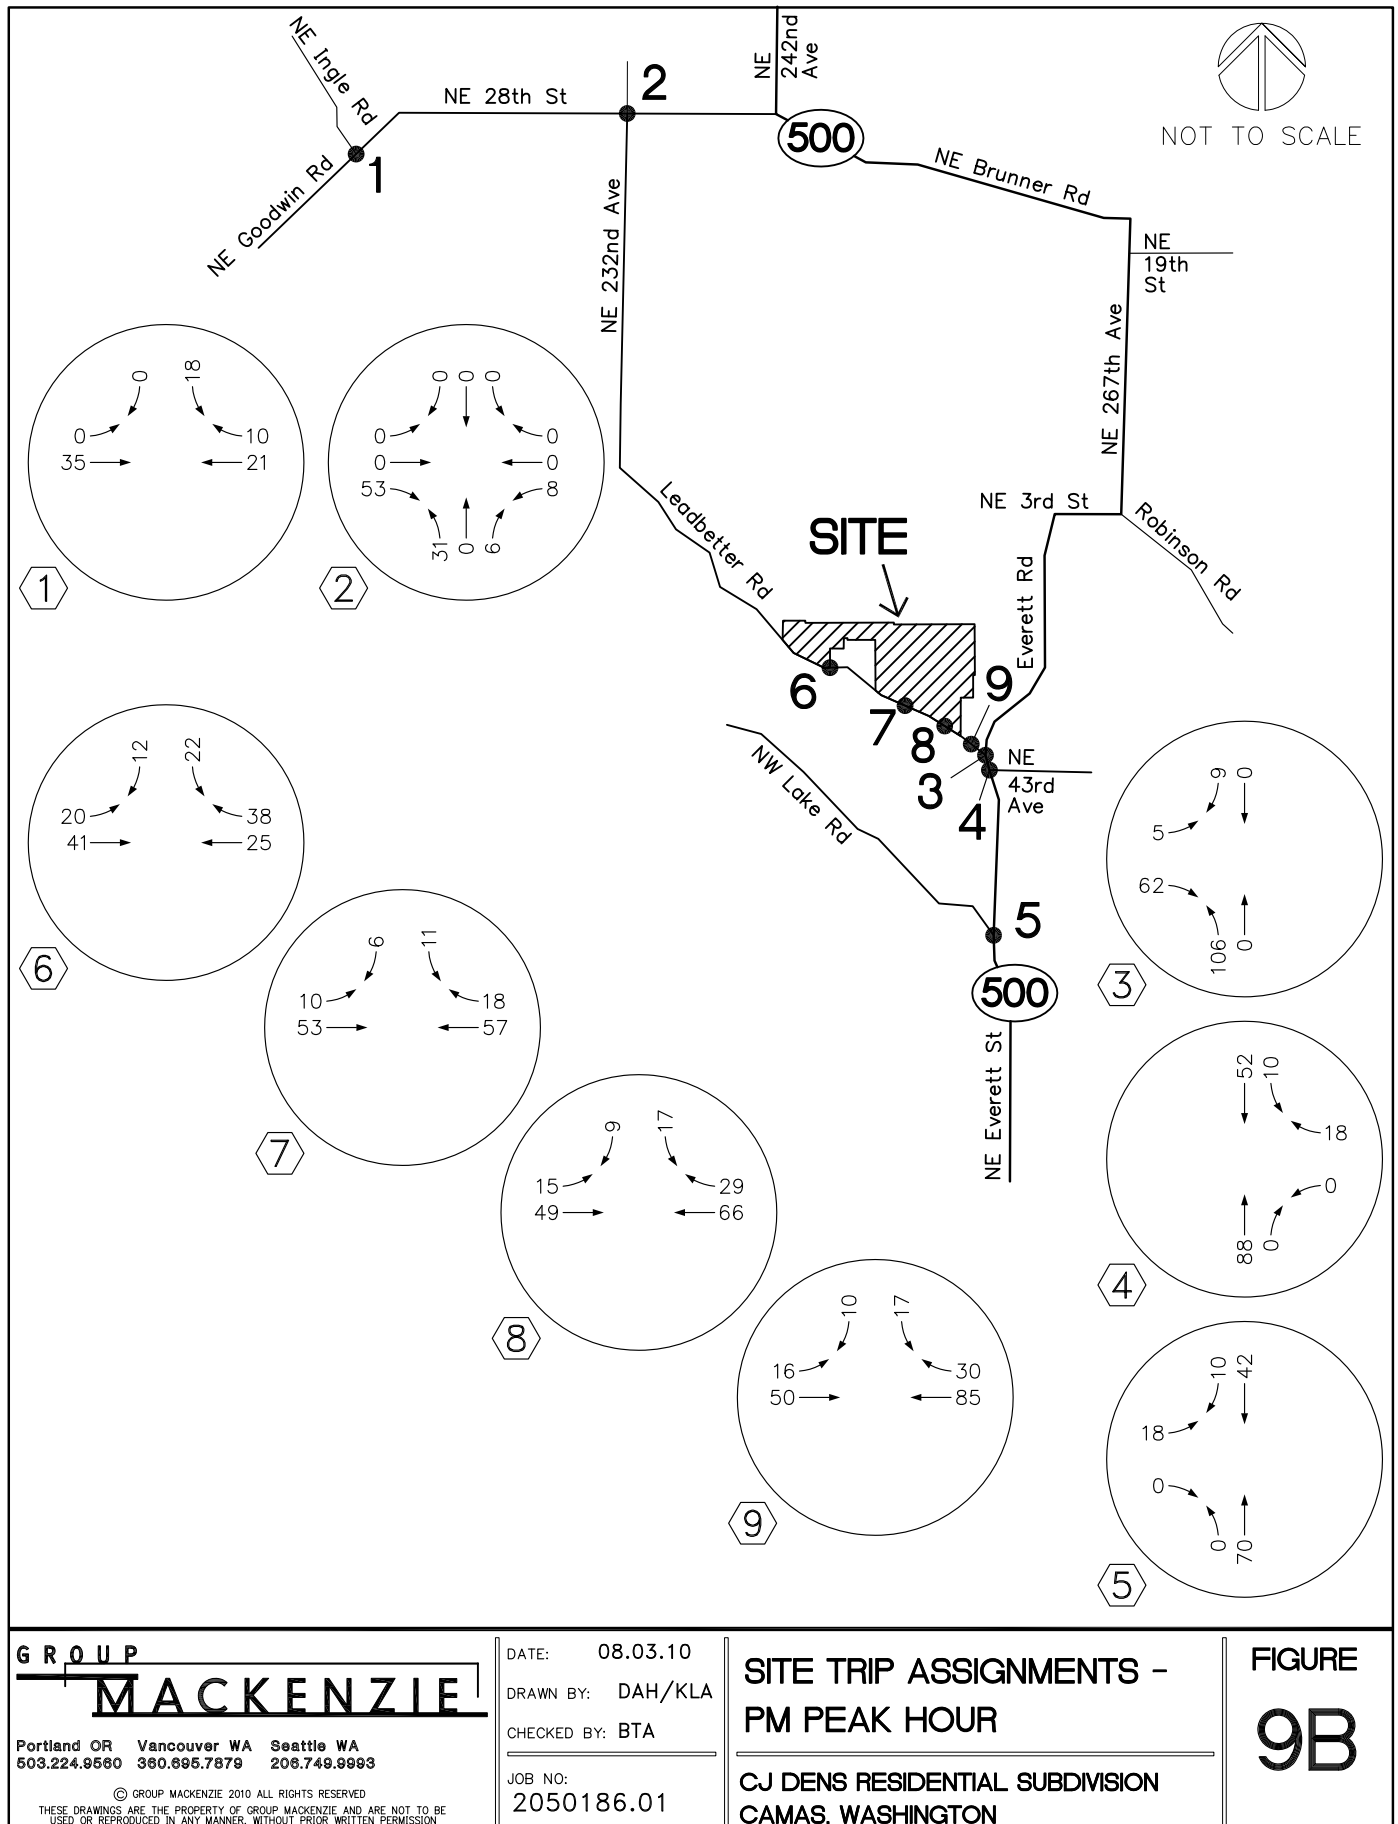 NE Ingle Rd
NE 28th St
2
NE 242nd Ave
500
NE Brunner Rd
NOT TO SCALE
1
NE Goodwin Rd
NE 232nd Ave
NE
19th
St
NE 267th Ave
NE 3rd St
Robinson Rd
Leadbetter Rd
SITE
Everett Rd
6
7
8
9
3
4
NE
43rd
Ave
NW Lake Rd
5
500
NE Everett St
0 18
0 10
35 21
1
0 0 0
0 0
0 0
53 8
31 0 6
2
12 22
20 38
41 25
6
6 11
10 18
53 57
7
9 17
15 29
49 66
8
10 17
16 30
50 85
9
9 0
5
62
106 0
3
52 10
18
0
88 0
4
10 42
18
0
0 70
5
GROUP
MACKENZIE
Portland OR Vancouver WA Seattle WA
503.224.9560 360.695.7879 206.749.9993
© GROUP MACKENZIE 2010 ALL RIGHTS RESERVED
THESE DRAWINGS ARE THE PROPERTY OF GROUP MACKENZIE AND ARE NOT TO BE
USED OR REPRODUCED IN ANY MANNER, WITHOUT PRIOR WRITTEN PERMISSION
DATE: 08.03.10
DRAWN BY: DAH/KLA
CHECKED BY: BTA
JOB NO:
2050186.01
SITE TRIP ASSIGNMENTS -
PM PEAK HOUR
CJ DENS RESIDENTIAL SUBDIVISION
CAMAS, WASHINGTON
FIGURE
9B